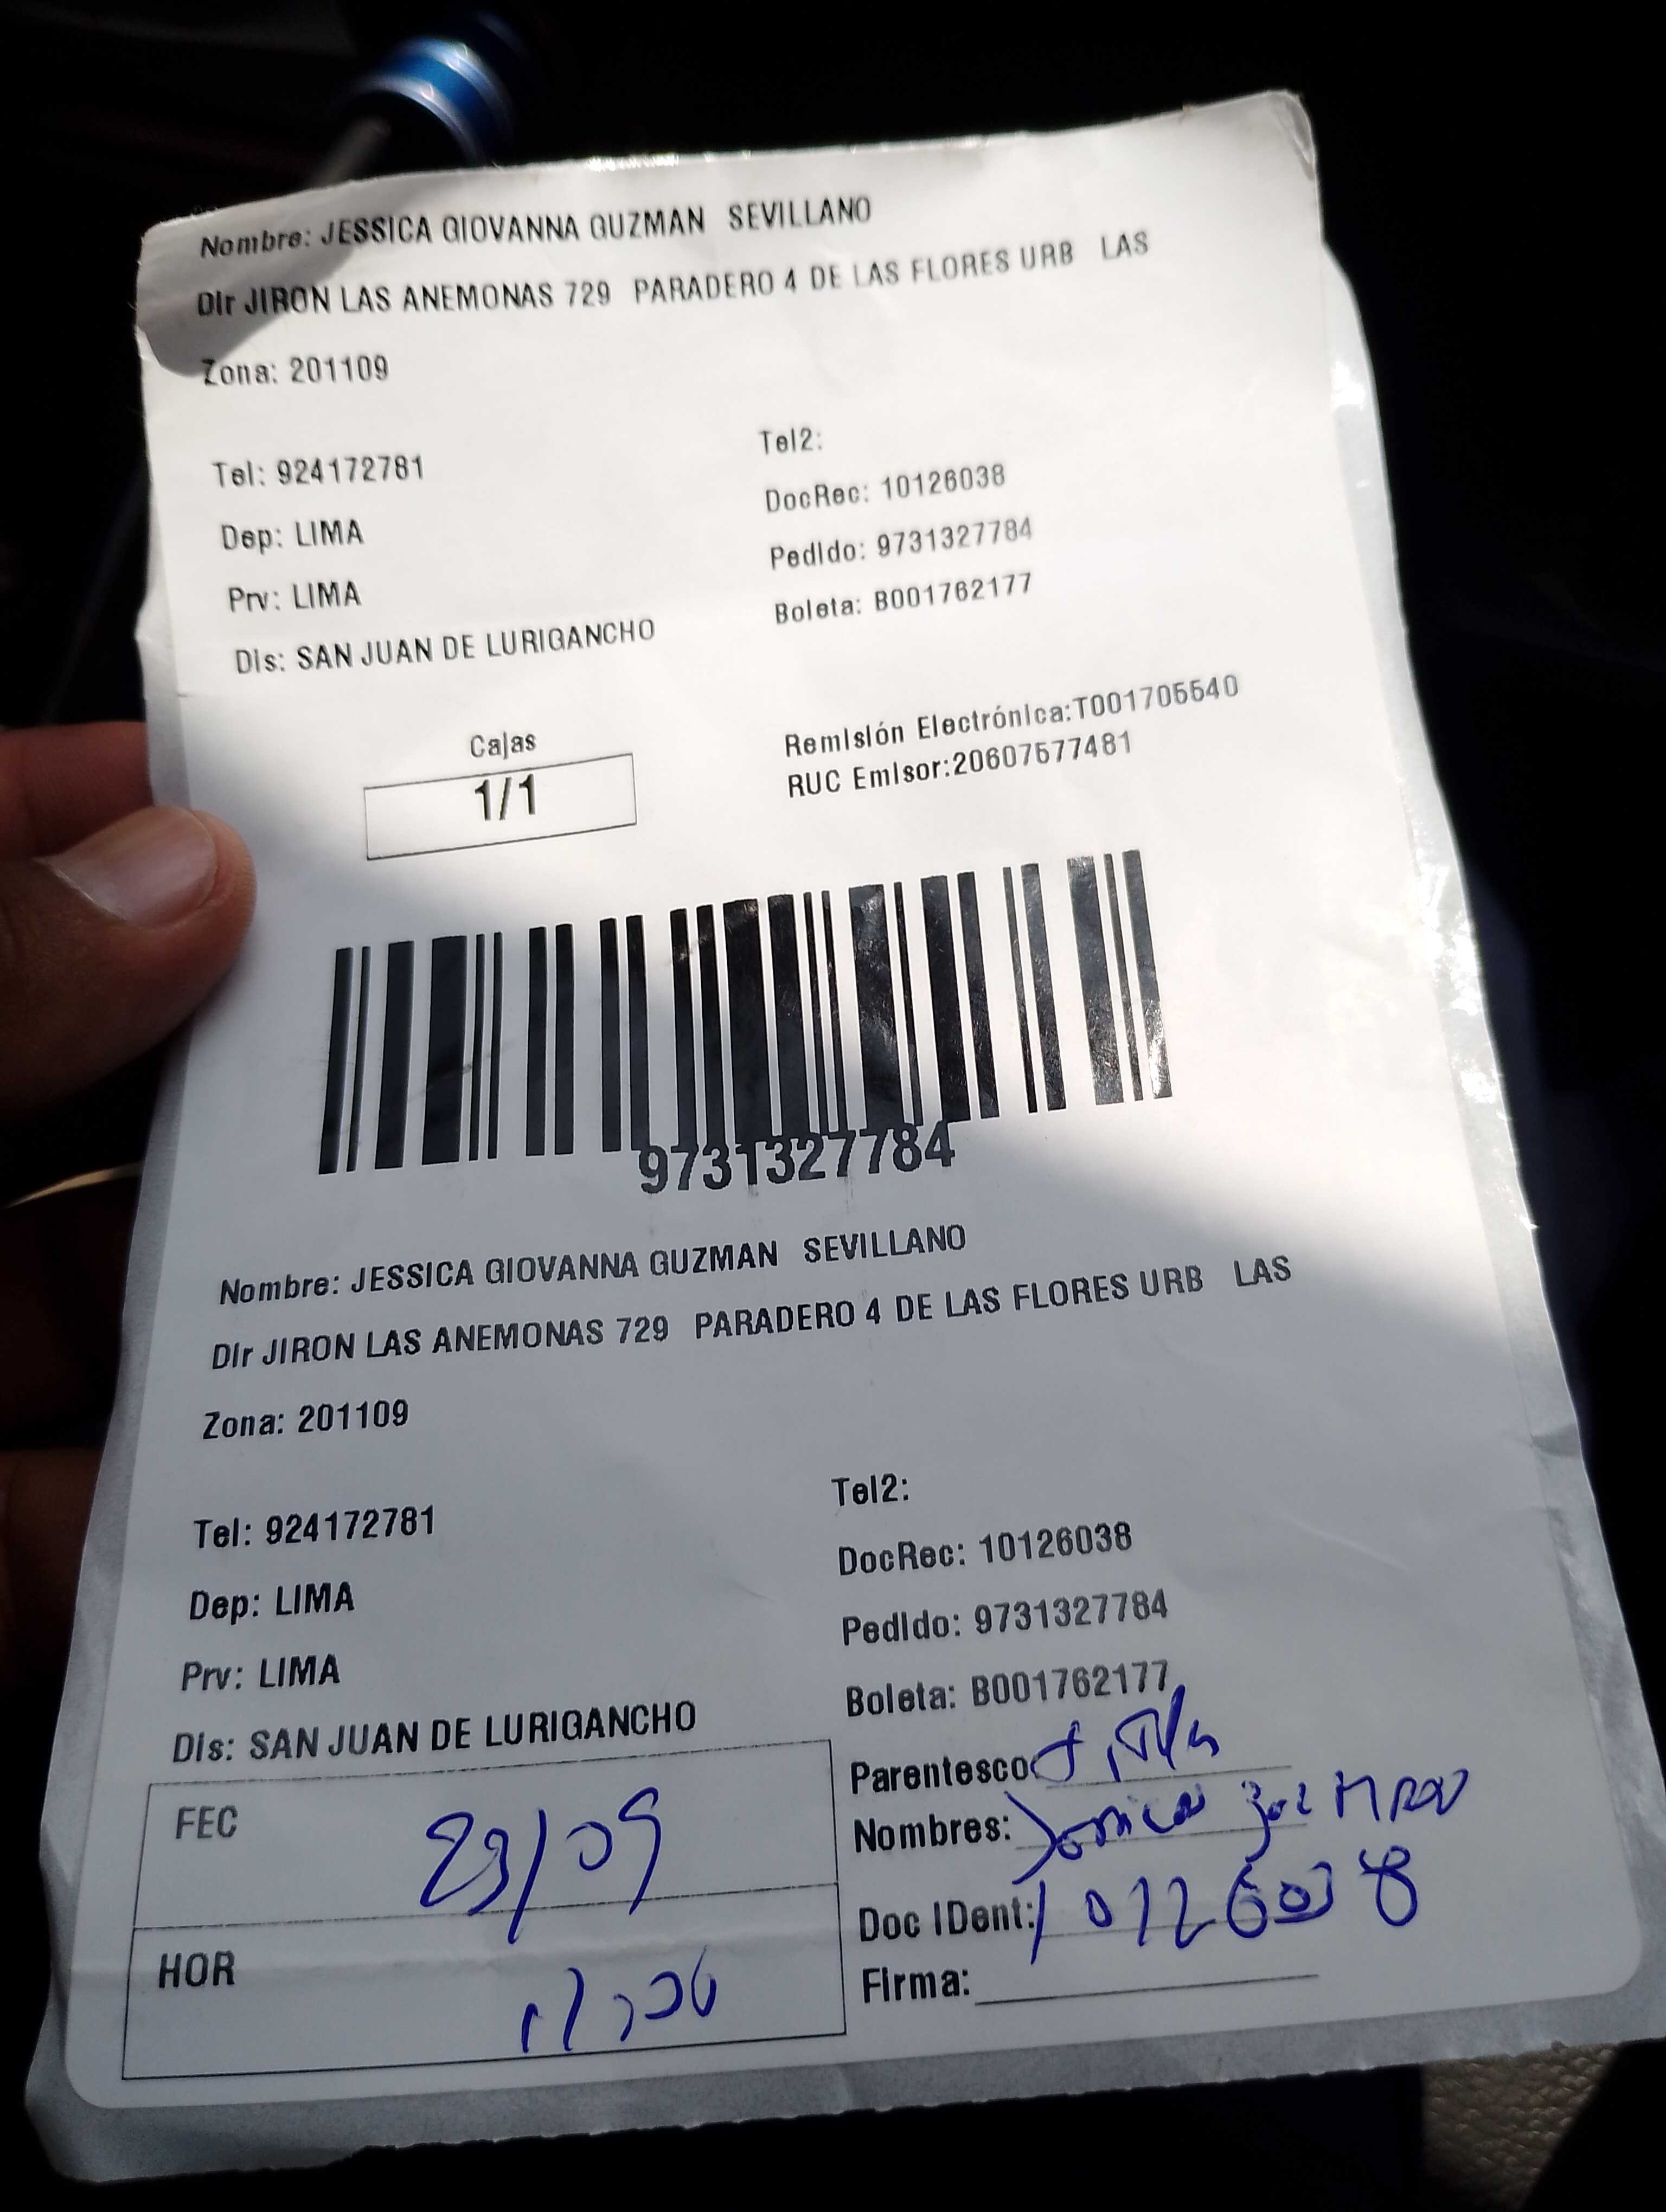 Nombre: JESSICA GIOVANNA GUZMAN SEVILLANO
Dir JIRON LAS ANEMONAS 729 PARADERO 4 DE LAS FLORES URB LAS
Zona: 201109
Tel: 924172781
Tel2:
DocRec: 10126038
Dep: LIMA
Pedido: 9731327784
Prv: LIMA
Boleta: B001762177
Dis: SAN JUAN DE LURIGANCHO
Cajas
1/1
Remisión Electrónica:T001705540
RUC Emisor:20607577481
9731327784
Nombre: JESSICA GIOVANNA GUZMAN SEVILLANO
Dir JIRON LAS ANEMONAS 729 PARADERO 4 DE LAS FLORES URB LAS
Zona: 201109
Tel: 924172781
Tel2:
DocRec: 10126038
Dep: LIMA
Pedido: 9731327784
Prv: LIMA
Boleta: B001762177
Dis: SAN JUAN DE LURIGANCHO
Parentesco
FEC 23/09
Nombres:
Doc IDent: 10126038
HOR
Firma: